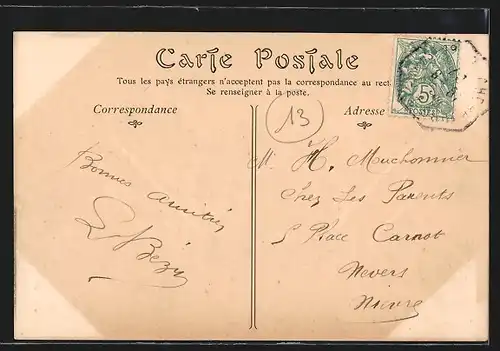 Carte Postale
Tous les pays étrangers n'acceptent pas la correspondance au rect
Se renseigner à la poste.
Correspondance
Adresse
13
5c
Bonnes amitiés
M. H. Muchonnier
Chez Ses Parents
5 Place Carnot
Nevers
Nièvre